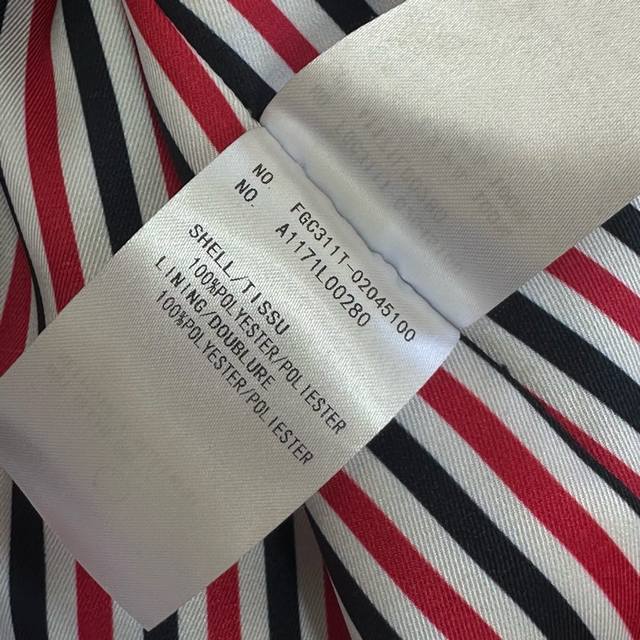 NO. FGC311T-02045100
NO. A1171L00280
SHELL/TISSU
100%POLYESTER/POLIESTER
LINING/DOUBLURE
100%POLYESTER/POLIESTER